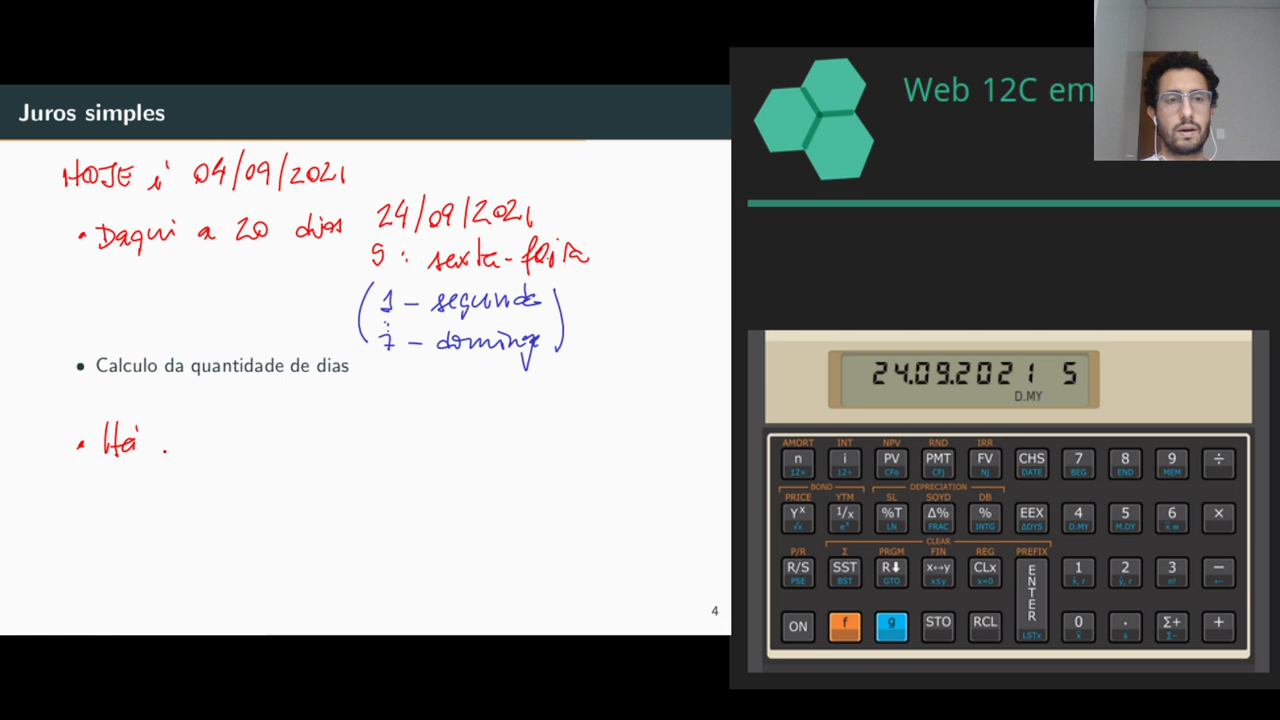 Juros simples
HOJE é 04/09/2021
• Daqui a 20 dias 24/09/2021
5 : sexta-feira
(1 – segunda
⋮
7 – domingo)
• Calculo da quantidade de dias
• Há .
4
Web 12C em
24.09.2021 5
D.MY
AMORT INT NPV RND IRR
n i PV PMT FV CHS 7 8 9 ÷
12× 12÷ CFo CFj Nj DATE BEG END MEM
BOND DEPRECIATION
PRICE YTM SL SOYD DB
Yˣ 1/x %T Δ% % EEX 4 5 6 ×
√x eˣ LN FRAC INTG ΔDYS D.MY M.DY x̄ w
CLEAR
P/R Σ PRGM FIN REG PREFIX
R/S SST R⬇ x↔y CLx ENTER 1 2 3 −
PSE BST GTO x≤y x=0 x̂, r ŷ, r n! ←
ON f g STO RCL 0 . Σ+ +
LSTx x̄ s Σ−